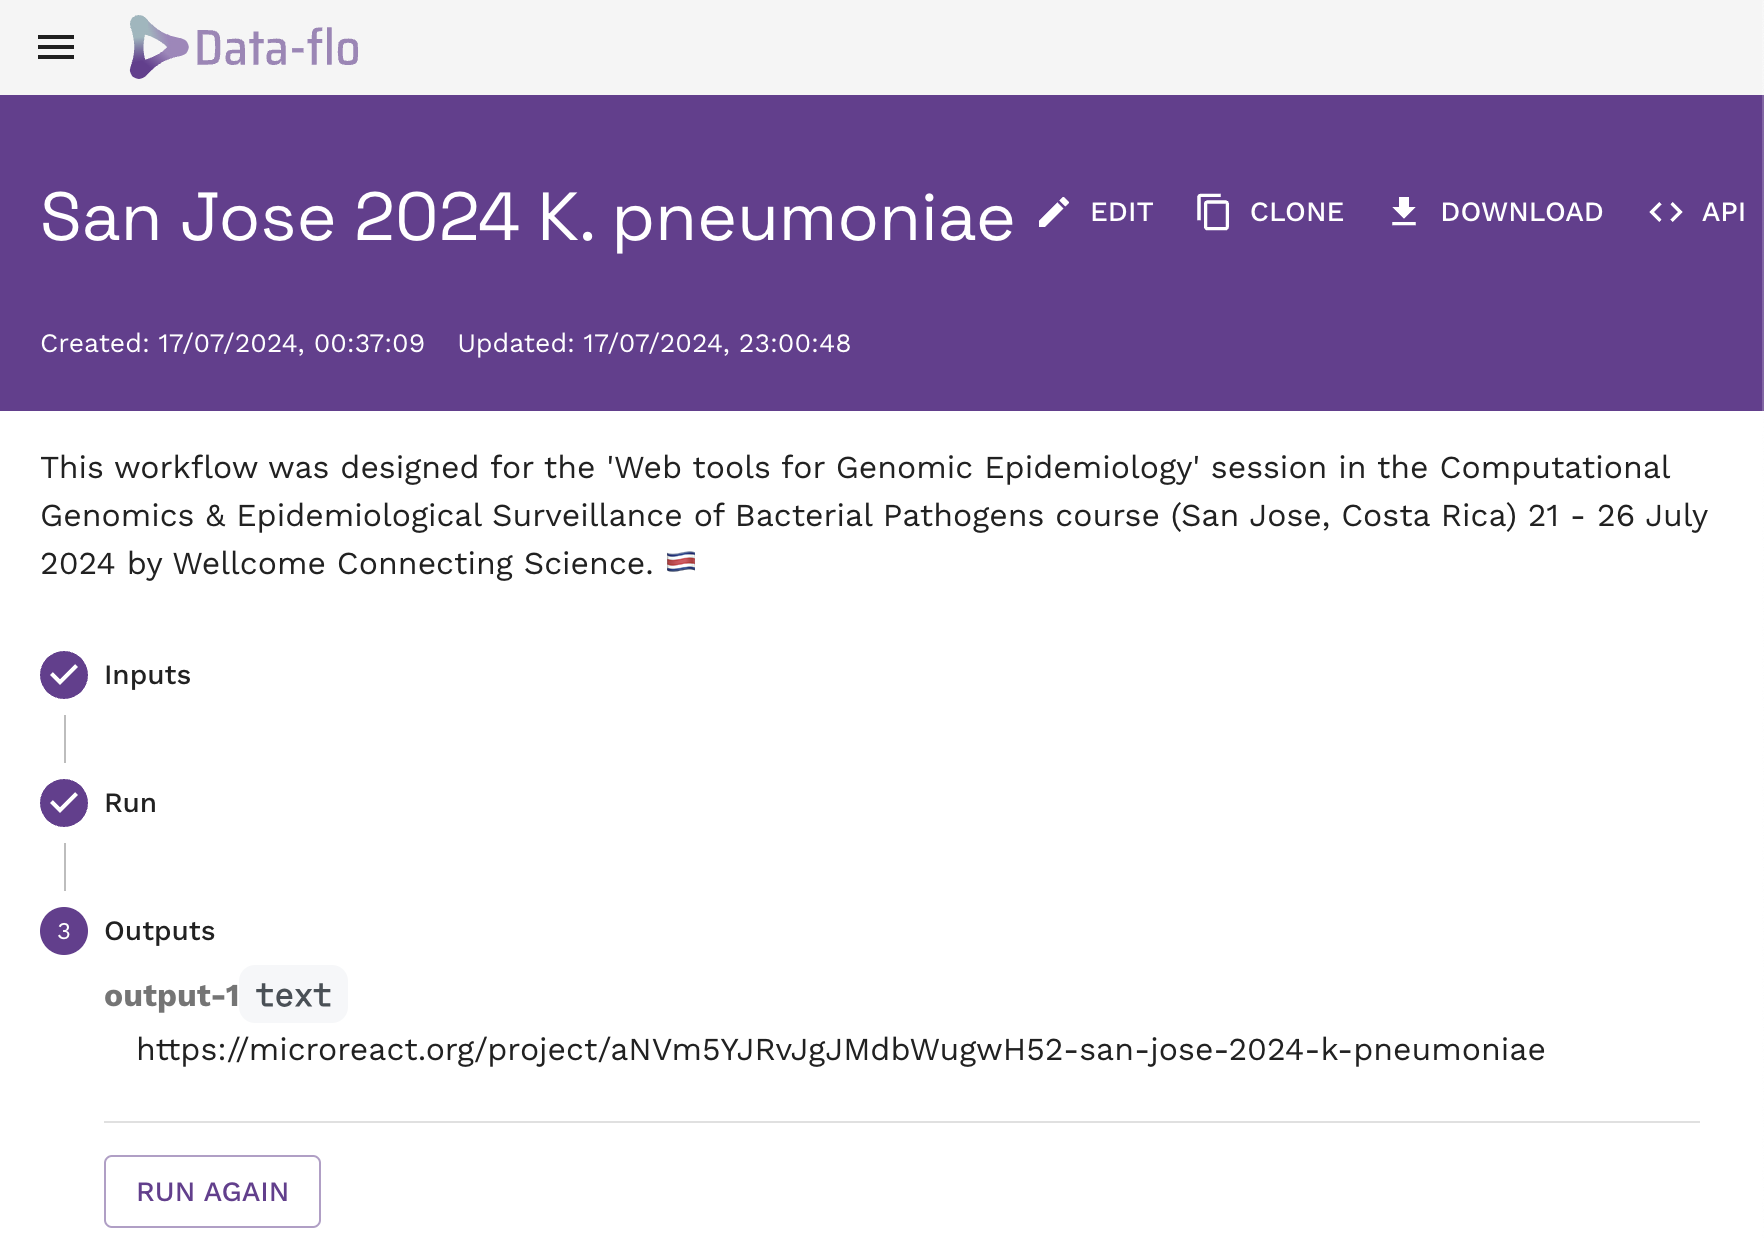 Data-flo
San Jose 2024 K. pneumoniae
EDIT
CLONE
DOWNLOAD
API
Created: 17/07/2024, 00:37:09 Updated: 17/07/2024, 23:00:48
This workflow was designed for the 'Web tools for Genomic Epidemiology' session in the Computational
Genomics & Epidemiological Surveillance of Bacterial Pathogens course (San Jose, Costa Rica) 21 - 26 July
2024 by Wellcome Connecting Science. 🇨🇷
Inputs
Run
3 Outputs
output-1 text
https://microreact.org/project/aNVm5YJRvJgJMdbWugwH52-san-jose-2024-k-pneumoniae
RUN AGAIN